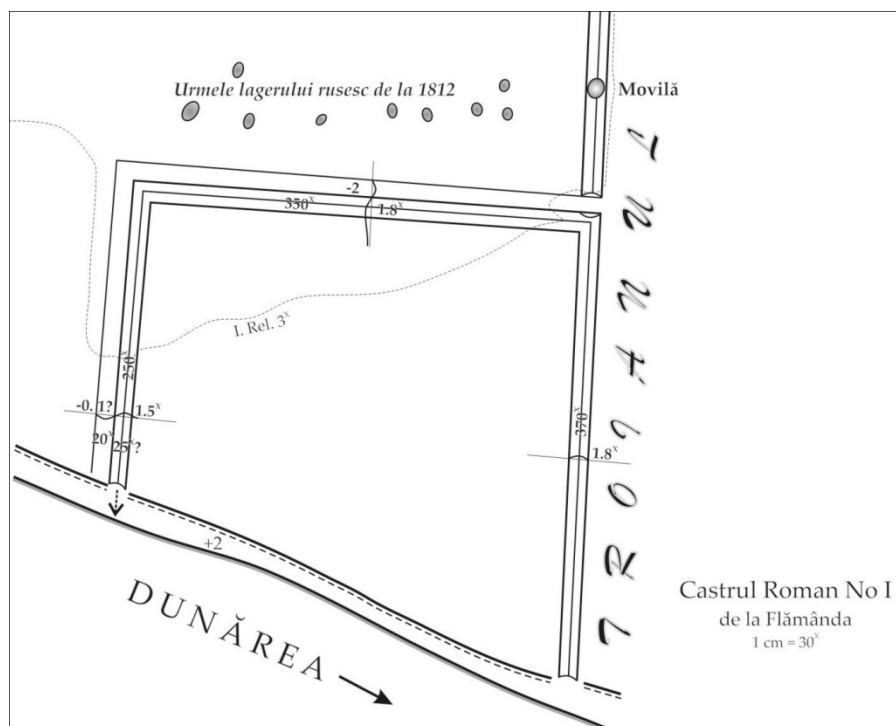 Urmele lagerului rusesc de la 1812
Movilă
TROIANUL
-2
350ˣ
1.8ˣ
I. Rel. 3ˣ
250ˣ
-0. 1?
1.5ˣ
20ˣ
25ˣ?
370ˣ
1.8ˣ
+2
DUNĂREA
Castrul Roman No I
de la Flămânda
1 cm = 30ˣ